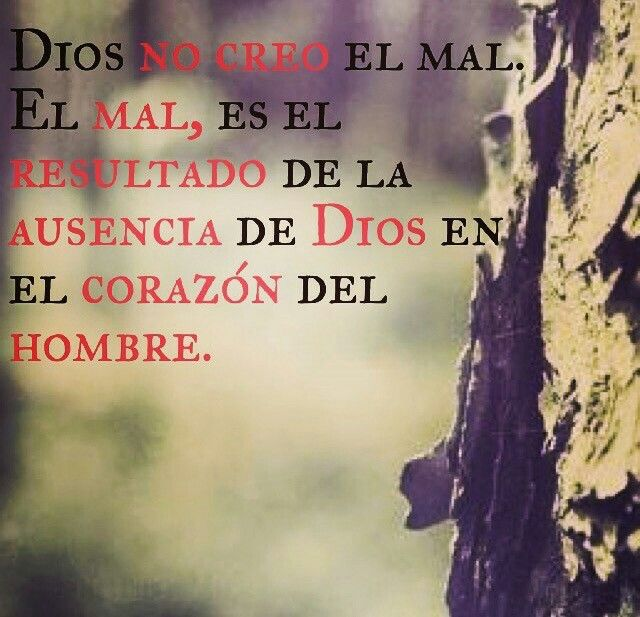 Dios no creo el mal.
El mal, es el
resultado de la
ausencia de Dios en
el corazón del
hombre.